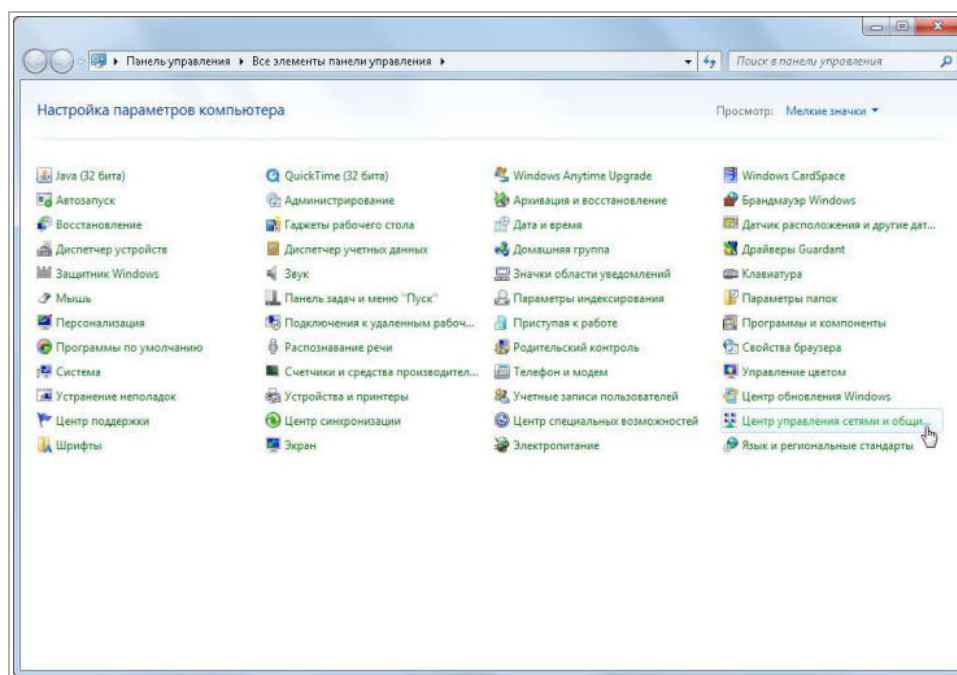 Панель управления ▸ Все элементы панели управления ▸ Поиск в панели управления
Настройка параметров компьютера Просмотр: Мелкие значки
Java (32 бита) QuickTime (32 бита) Windows Anytime Upgrade Windows CardSpace
Автозапуск Администрирование Архивация и восстановление Брандмауэр Windows
Восстановление Гаджеты рабочего стола Дата и время Датчик расположения и другие дат...
Диспетчер устройств Диспетчер учетных данных Домашняя группа Драйверы Guardant
Защитник Windows Звук Значки области уведомлений Клавиатура
Мышь Панель задач и меню "Пуск" Параметры индексирования Параметры папок
Персонализация Подключения к удаленным рабоч... Приступая к работе Программы и компоненты
Программы по умолчанию Распознавание речи Родительский контроль Свойства браузера
Система Счетчики и средства производител... Телефон и модем Управление цветом
Устранение неполадок Устройства и принтеры Учетные записи пользователей Центр обновления Windows
Центр поддержки Центр синхронизации Центр специальных возможностей Центр управления сетями и общи...
Шрифты Экран Электропитание Язык и региональные стандарты